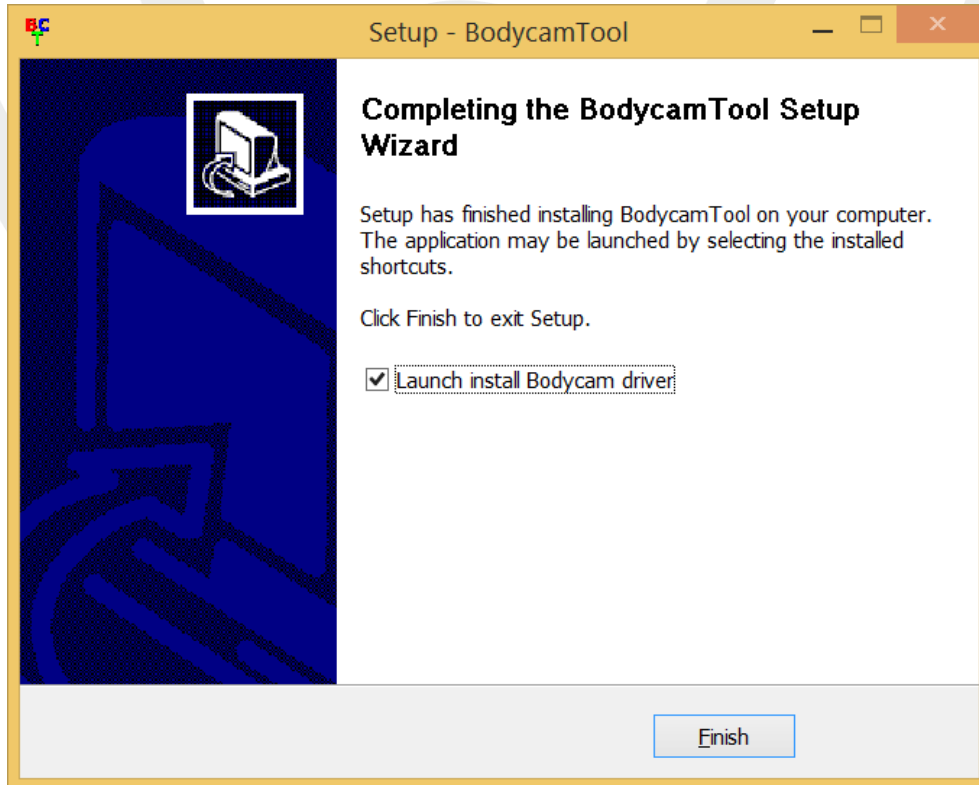 BC
T
Setup - BodycamTool
Completing the BodycamTool Setup
Wizard
Setup has finished installing BodycamTool on your computer.
The application may be launched by selecting the installed
shortcuts.
Click Finish to exit Setup.
Launch install Bodycam driver
Finish